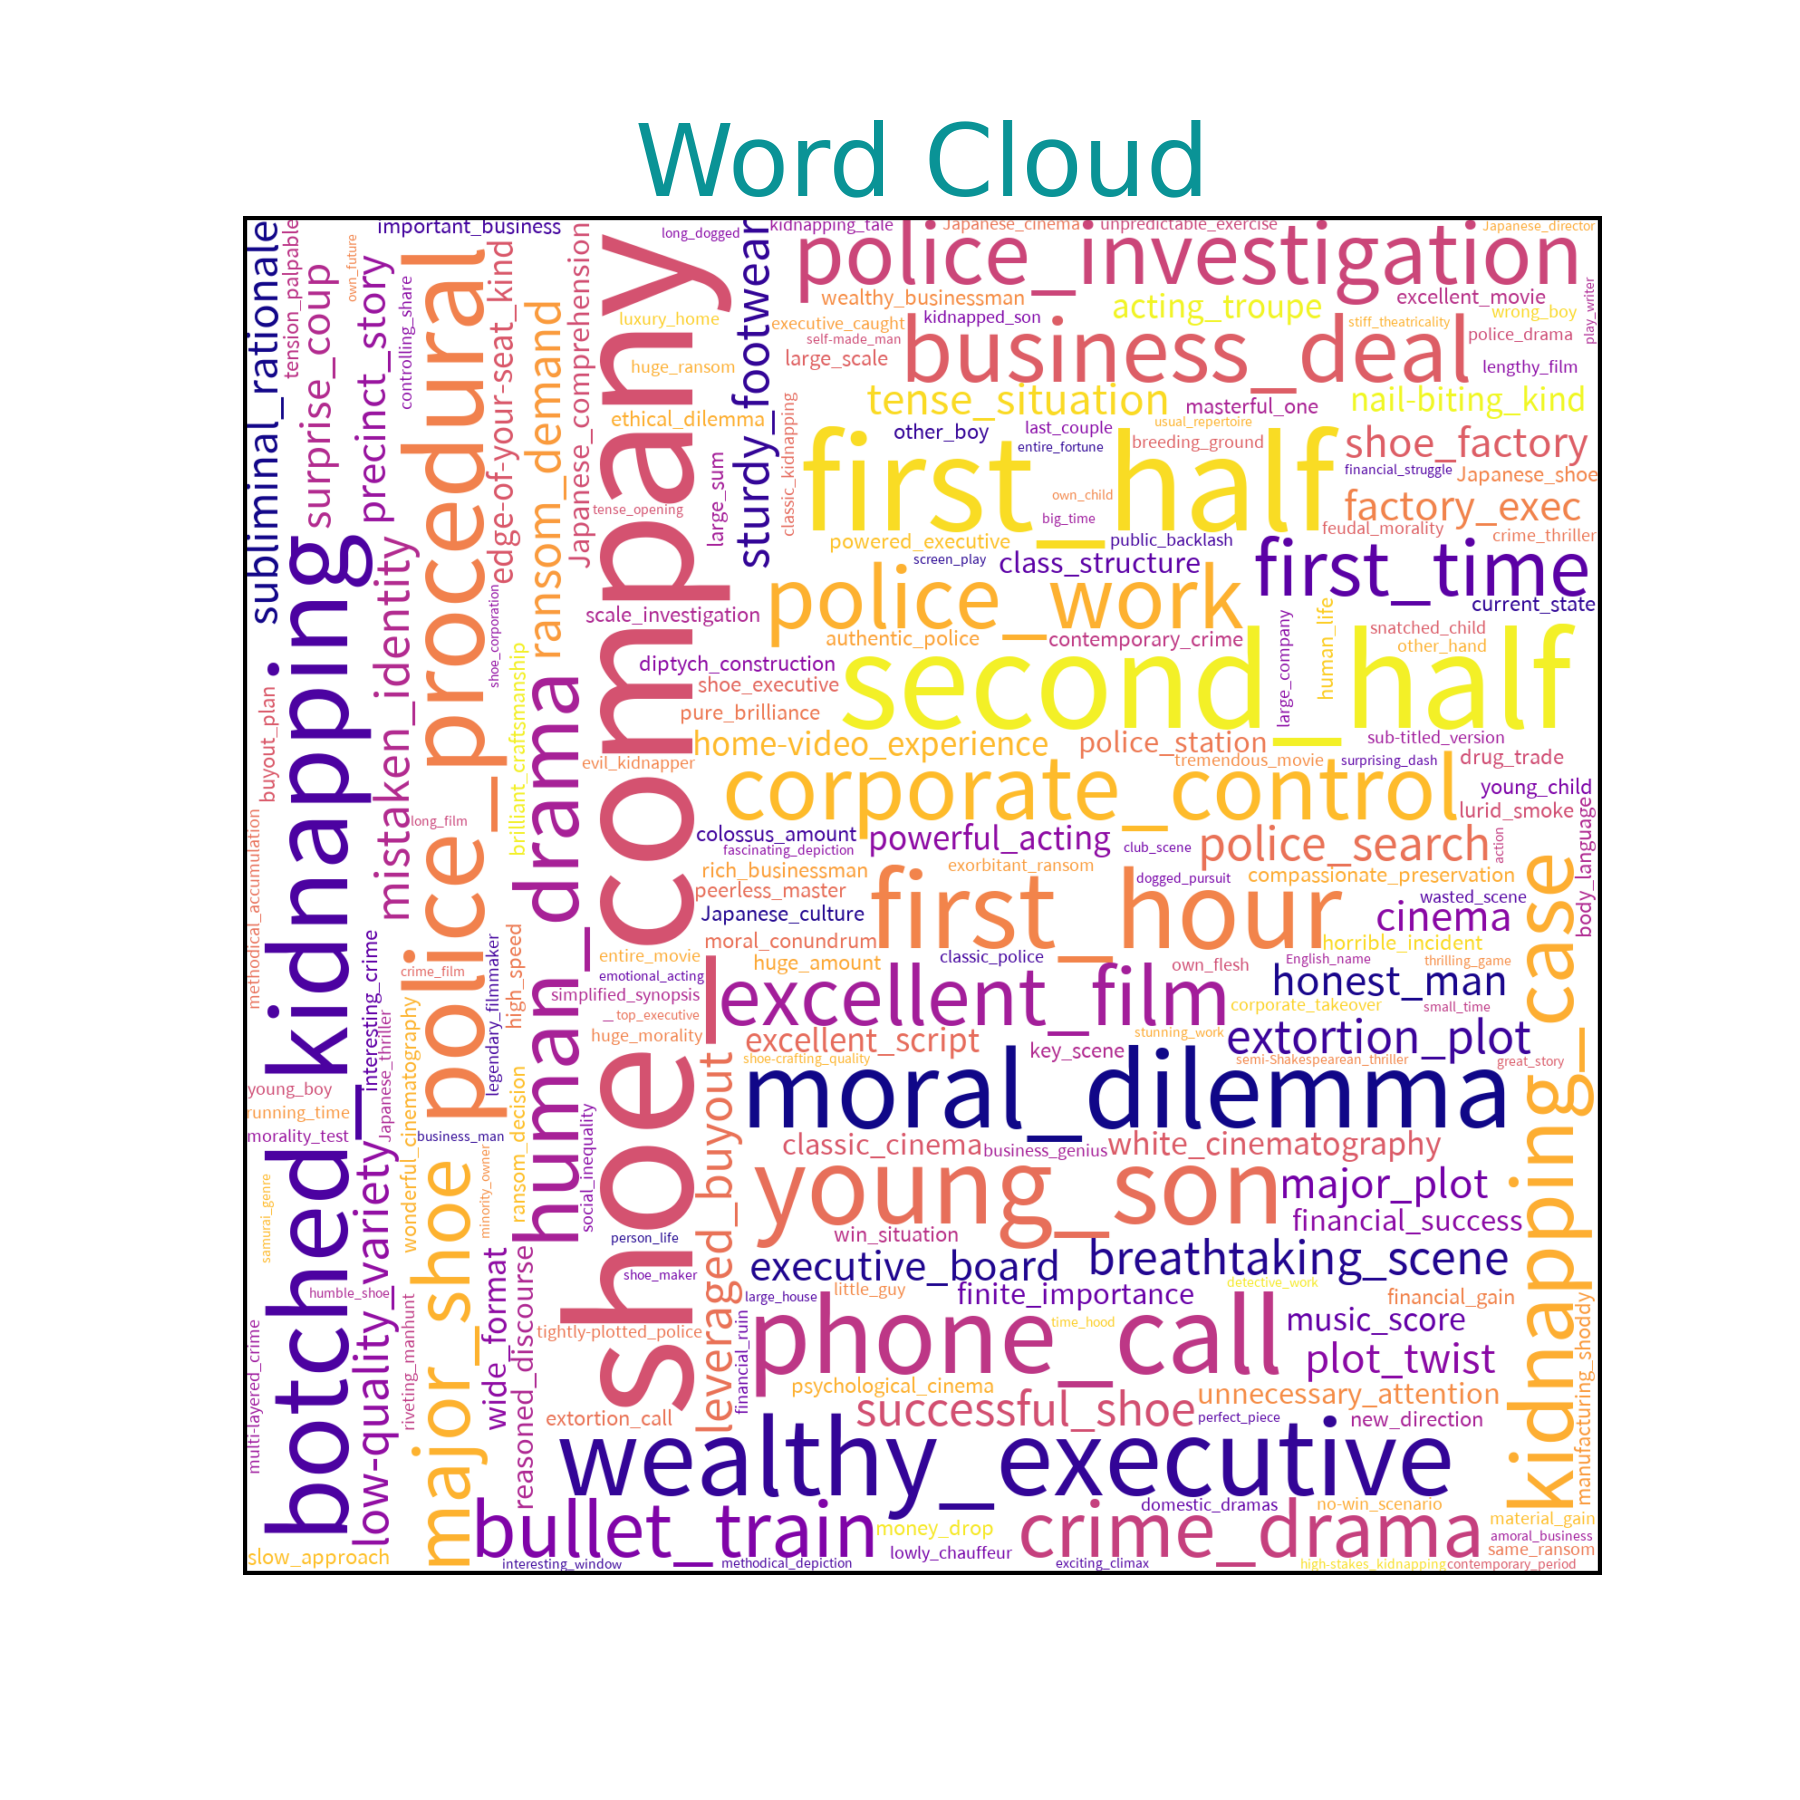 Word Cloud
important_business
long_dogged
kidnapping_tale
Japanese_cinema
unpredictable_exercise
Japanese_director
police_investigation
subliminal_rationale
tension_palpable
surprise_coup
own_future
precinct_story
controlling_share
police_procedural
edge-of-your-seat_kind
ransom_demand
Japanese_comprehension
shoe_company
luxury_home
huge_ransom
ethical_dilemma
sturdy_footwear
wealthy_businessman
acting_troupe
excellent_movie
play_writer
executive_caught
kidnapped_son
business_deal
stiff_theatricality
wrong_boy
self-made_man
large_scale
police_drama
lengthy_film
tense_situation
masterful_one
nail-biting_kind
classic_kidnapping
other_boy
last_couple
usual_repertoire
entire_fortune
breeding_ground
shoe_factory
first_half
financial_struggle
Japanese_shoe
large_sum
tense_opening
own_child
big_time
factory_exec
feudal_morality
crime_thriller
powered_executive
public_backlash
screen_play
class_structure
first_time
botched_kidnapping
mistaken_identity
shoe_corporation
scale_investigation
police_work
current_state
authentic_police
contemporary_crime
large_company
human_life
snatched_child
other_hand
brilliant_craftsmanship
human_drama
diptych_construction
shoe_executive
pure_brilliance
second_half
buyout_plan
home-video_experience
police_station
sub-titled_version
evil_kidnapper
tremendous_movie
surprising_dash
drug_trade
corporate_control
young_child
lurid_smoke
methodical_accumulation
long_film
colossus_amount
powerful_acting
fascinating_depiction
club_scene
police_search
action
body_language
rich_businessman
exorbitant_ransom
peerless_master
dogged_pursuit
compassionate_preservation
kidnapping_case
first_hour
Japanese_culture
wasted_scene
cinema
moral_conundrum
horrible_incident
interesting_crime
crime_film
legendary_filmmaker
high_speed
entire_movie
huge_amount
classic_police
own_flesh
English_name
thrilling_game
emotional_acting
excellent_film
honest_man
simplified_synopsis
corporate_takeover
small_time
top_executive
huge_morality
excellent_script
stunning_work
extortion_plot
Japanese_thriller
wonderful_cinematography
key_scene
shoe-crafting_quality
semi-Shakespearean_thriller
great_story
young_boy
running_time
morality_test
business_man
ransom_decision
leveraged_buyout
moral_dilemma
social_inequality
classic_cinema
business_genius
white_cinematography
low-quality_variety
major_shoe
minority_owner
samurai_genre
young_son
major_plot
financial_success
person_life
win_situation
wide_format
reasoned_discourse
shoe_maker
executive_board
breathtaking_scene
humble_shoe
riveting_manhunt
large_house
little_guy
finite_importance
detective_work
financial_gain
manufacturing_shoddy
multi-layered_crime
tightly-plotted_police
financial_ruin
phone_call
time_hood
music_score
plot_twist
psychological_cinema
unnecessary_attention
extortion_call
successful_shoe
perfect_piece
new_direction
wealthy_executive
bullet_train
money_drop
crime_drama
domestic_dramas
no-win_scenario
material_gain
amoral_business
slow_approach
lowly_chauffeur
same_ransom
interesting_window
methodical_depiction
exciting_climax
high-stakes_kidnapping
contemporary_period